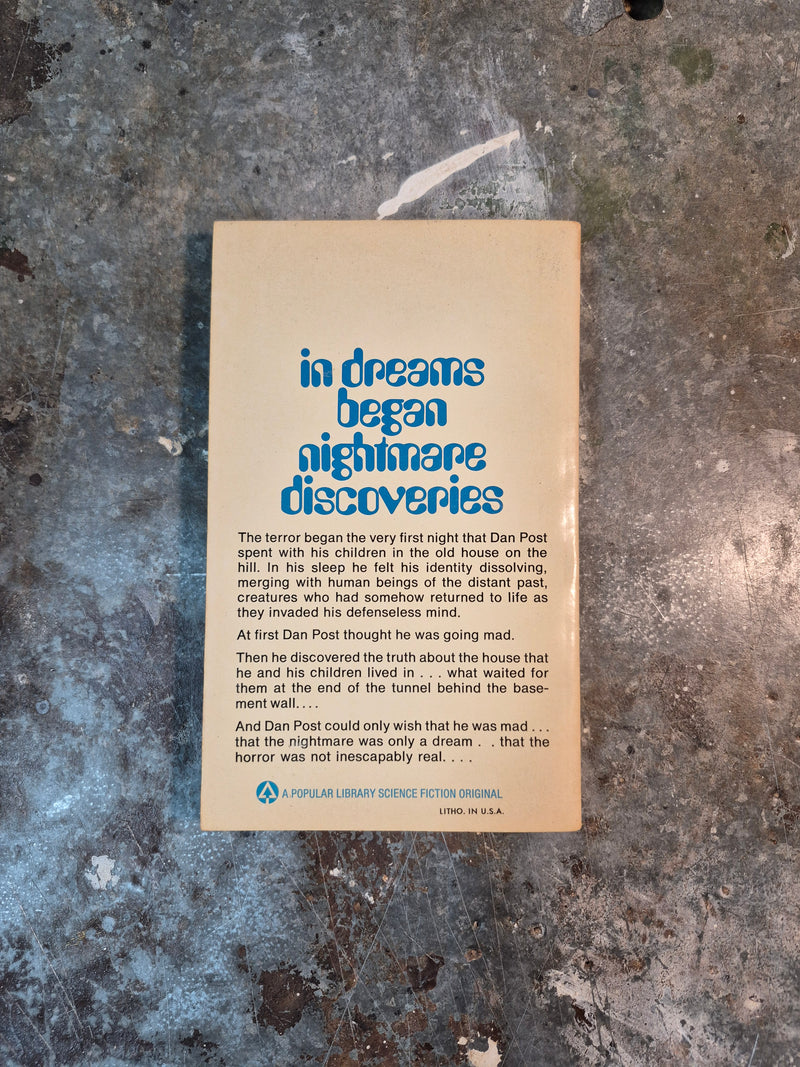 in dreams
began
nightmare
discoveries
The terror began the very first night that Dan Post
spent with his children in the old house on the
hill. In his sleep he felt his identity dissolving,
merging with human beings of the distant past,
creatures who had somehow returned to life as
they invaded his defenseless mind.
At first Dan Post thought he was going mad.
Then he discovered the truth about the house that
he and his children lived in . . . what waited for
them at the end of the tunnel behind the base-
ment wall. . . .
And Dan Post could only wish that he was mad . . .
that the nightmare was only a dream . . that the
horror was not inescapably real. . . .
A POPULAR LIBRARY SCIENCE FICTION ORIGINAL
LITHO. IN U.S.A.